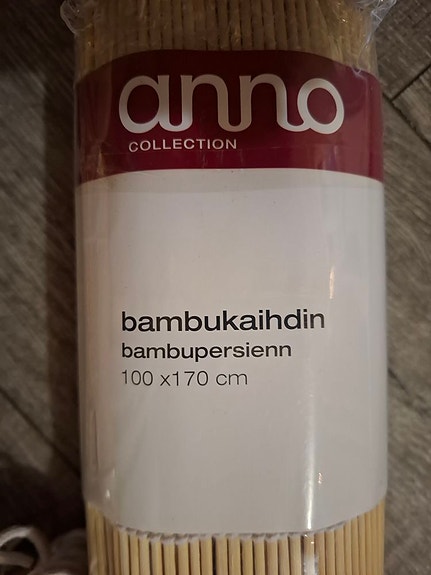 anno
COLLECTION
bambukaihdin
bambupersienn
100 x170 cm